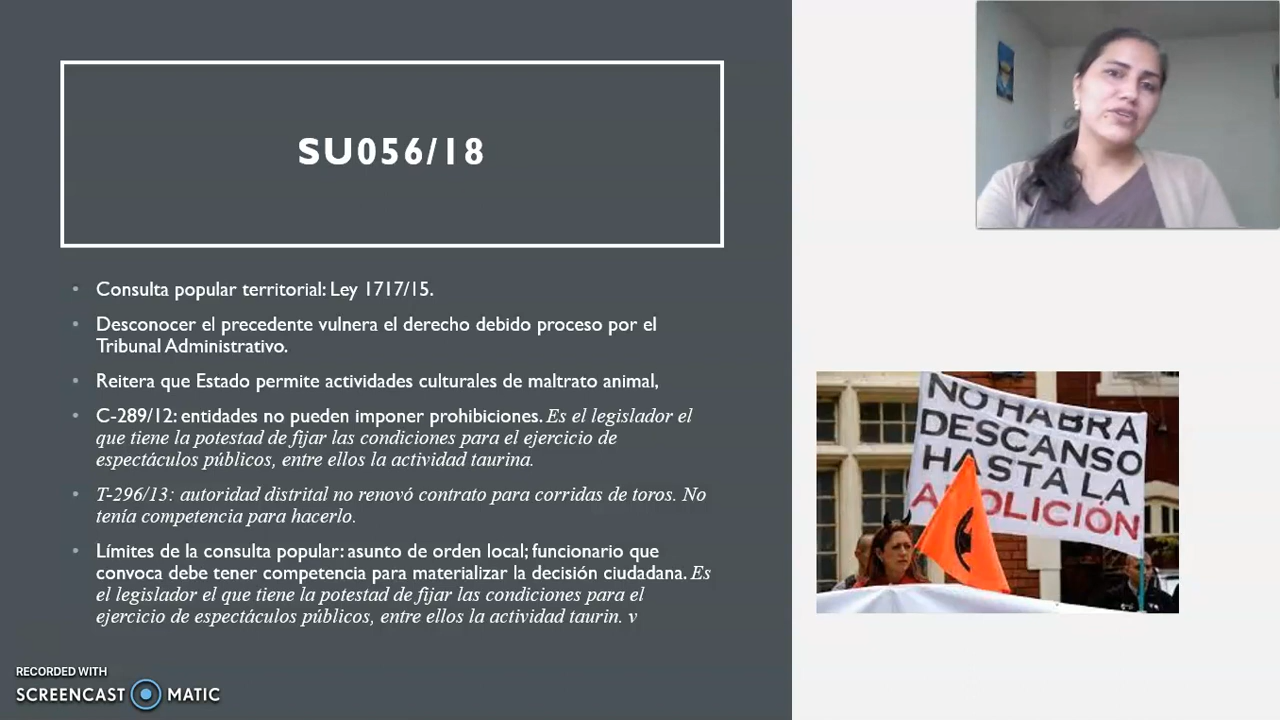 SU056/18
Consulta popular territorial: Ley 1717/15.
Desconocer el precedente vulnera el derecho debido proceso por el
Tribunal Administrativo.
Reitera que Estado permite actividades culturales de maltrato animal,
C-289/12: entidades no pueden imponer prohibiciones. Es el legislador el
que tiene la potestad de fijar las condiciones para el ejercicio de
espectáculos públicos, entre ellos la actividad taurina.
T-296/13: autoridad distrital no renovó contrato para corridas de toros. No
tenía competencia para hacerlo.
Límites de la consulta popular: asunto de orden local; funcionario que
convoca debe tener competencia para materializar la decisión ciudadana. Es
el legislador el que tiene la potestad de fijar las condiciones para el
ejercicio de espectáculos públicos, entre ellos la actividad taurin. v
NO HABRA
DESCANSO
HASTA LA
ABOLICIÓN
RECORDED WITH
SCREENCAST MATIC